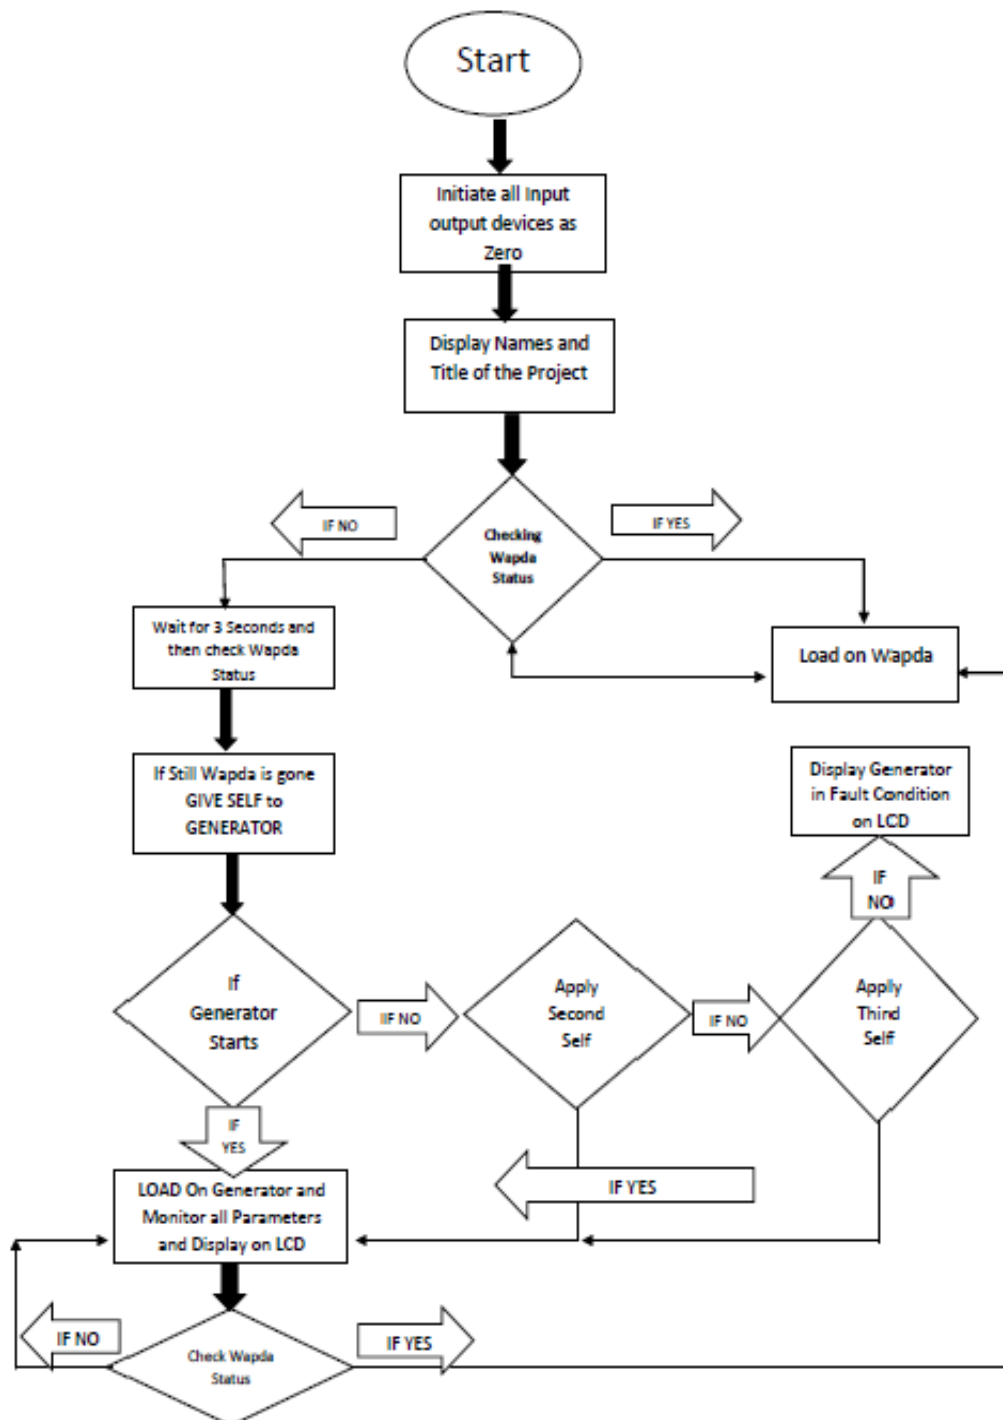 Start
Initiate all Input
output devices as
Zero
Display Names and
Title of the Project
IF NO
IF YES
Checking
Wapda
Status
Wait for 3 Seconds and
then check Wapda
Status
Load on Wapda
If Still Wapda is gone
GIVE SELF to
GENERATOR
Display Generator
in Fault Condition
on LCD
IF
NO
If
Generator
Starts
IIF NO
Apply
Second
Self
IF NO
Apply
Third
Self
IF
YES
IF YES
LOAD On Generator and
Monitor all Parameters
and Display on LCD
IF NO
IF YES
Check Wapda
Status